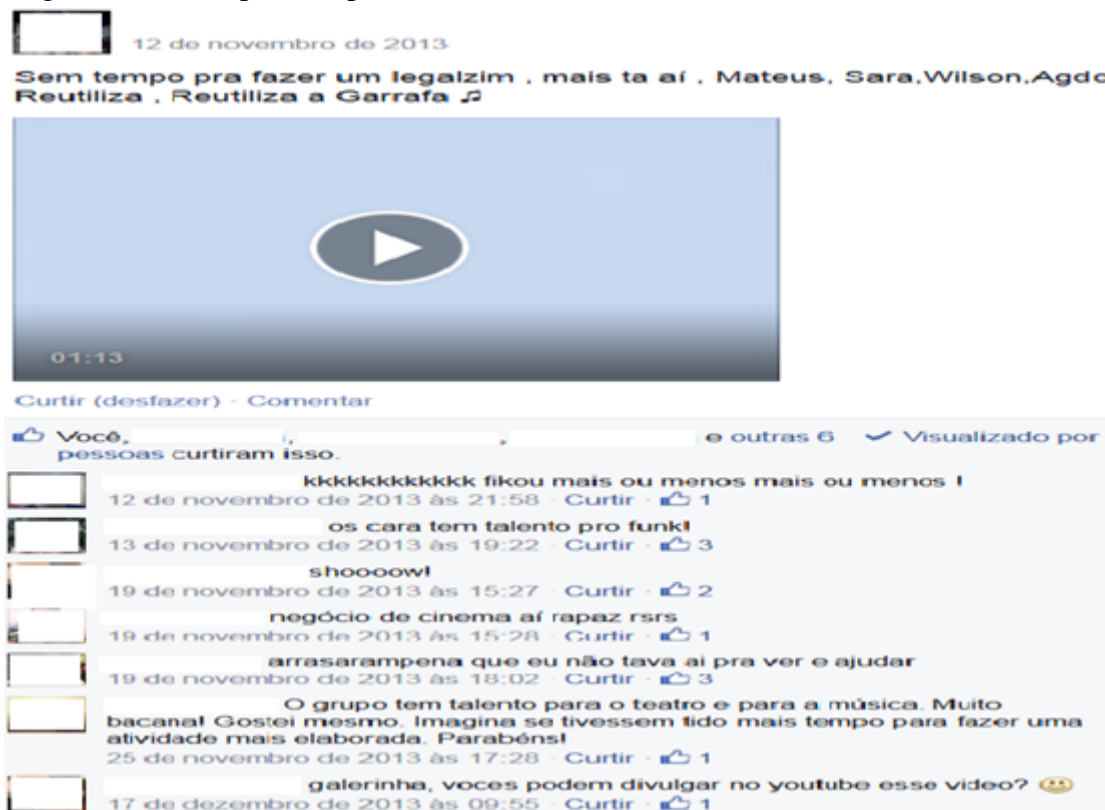 12 de novembro de 2013
Sem tempo pra fazer um legalzim , mais ta aí , Mateus, Sara,Wilson,Agdo
Reutiliza , Reutiliza a Garrafa ♫
01:13
Curtir (desfazer) · Comentar
Você, , , e outras 6 ✓ Visualizado por
pessoas curtiram isso.
kkkkkkkkkkkk fikou mais ou menos mais ou menos !
12 de novembro de 2013 às 21:58 · Curtir · 1
os cara tem talento pro funk!
13 de novembro de 2013 às 19:22 · Curtir · 3
shoooow!
19 de novembro de 2013 às 15:27 · Curtir · 2
negócio de cinema aí rapaz rsrs
19 de novembro de 2013 às 15:28 · Curtir · 1
arrasarampena que eu não tava ai pra ver e ajudar
19 de novembro de 2013 às 18:02 · Curtir · 3
O grupo tem talento para o teatro e para a música. Muito
bacana! Gostei mesmo. Imagina se tivessem tido mais tempo para fazer uma
atividade mais elaborada. Parabéns!
25 de novembro de 2013 às 17:28 · Curtir · 1
galerinha, voces podem divulgar no youtube esse video?
17 de dezembro de 2013 às 09:55 · Curtir · 1